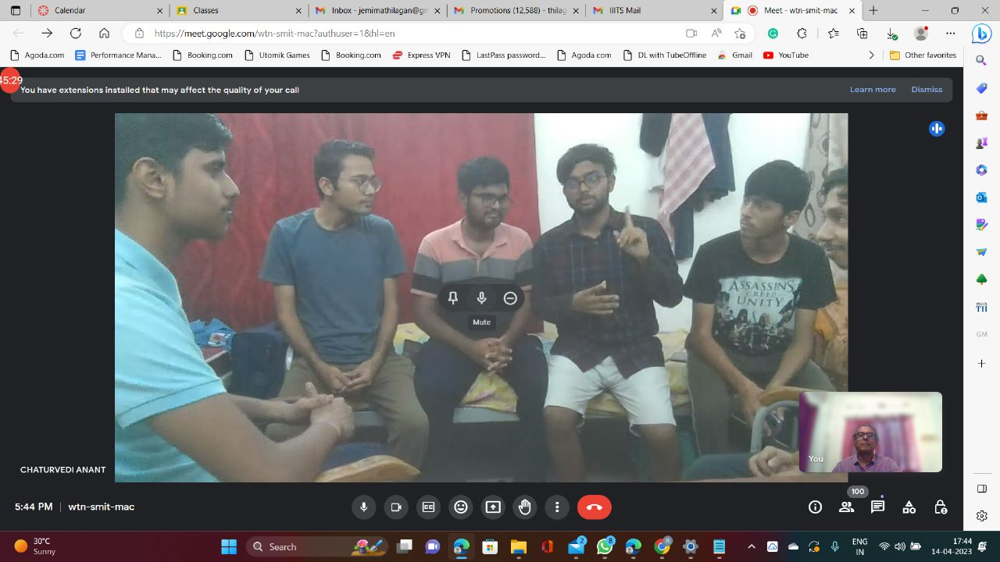 Calendar
Classes
Inbox - jemimathilagan@gm
Promotions (12,589) - thilag
IIITS Mail
Meet - wtn-smit-mac
https://meet.google.com/wtn-smit-mac?authuser=1&hl=en
Agoda.com
Performance Mana...
Booking.com
Utomik Games
Booking.com
Express VPN
LastPass password...
Agoda com
DL with TubeOffline
Gmail
YouTube
Other favorites
45:29
You have extensions installed that may affect the quality of your call
Learn more
Dismiss
ASSASSINS
CREED
UNITY
Mute
TH
GM
You
CHATURVEDI ANANT
100
5:44 PM | wtn-smit-mac
CC
30°C
Sunny
Search
2
8
R
ENG
IN
17:44
14-04-2023